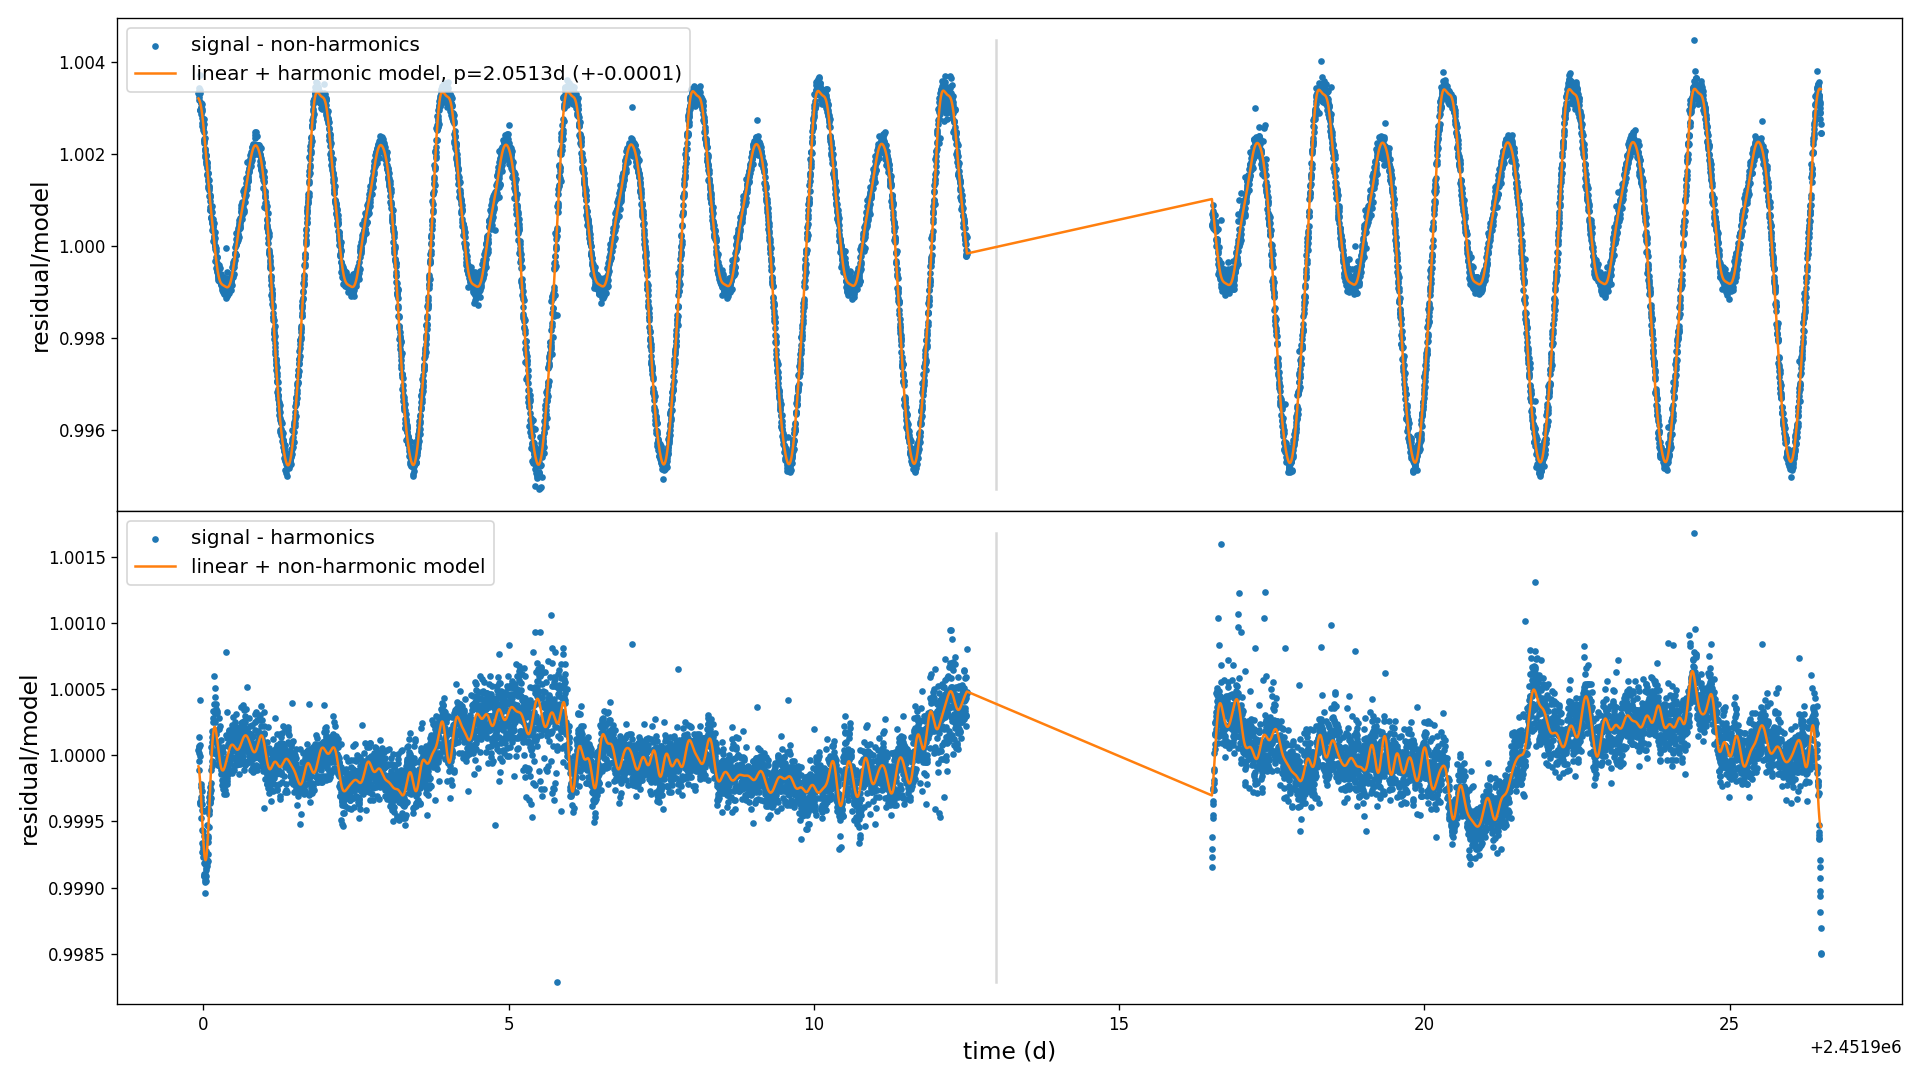 signal - non-harmonics
linear + harmonic model, p=2.0513d (+-0.0001)
1.004
1.002
1.000
0.998
0.996
residual/model
signal - harmonics
linear + non-harmonic model
1.0015
1.0010
1.0005
1.0000
0.9995
0.9990
0.9985
residual/model
0 5 10 15 20 25
time (d)
+2.4519e6